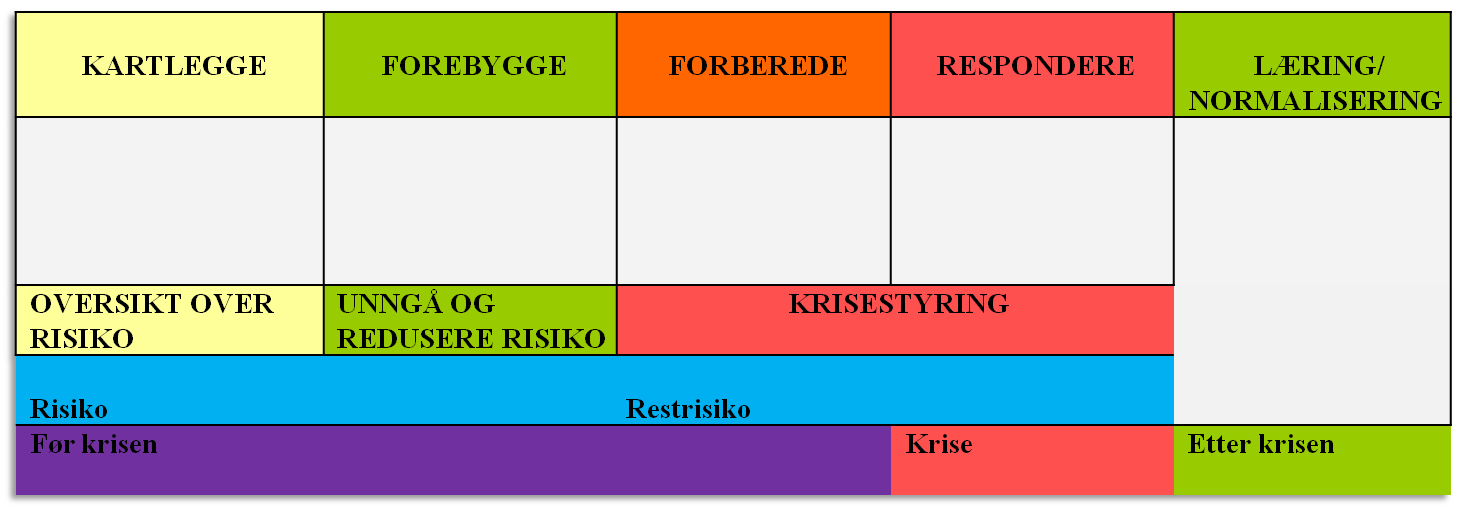 KARTLEGGE
FOREBYGGE
FORBEREDE
RESPONDERE
LÆRING/
NORMALISERING
OVERSIKT OVER
RISIKO
UNNGÅ OG
REDUSERE RISIKO
KRISESTYRING
Risiko
Restrisiko
Før krisen
Krise
Etter krisen